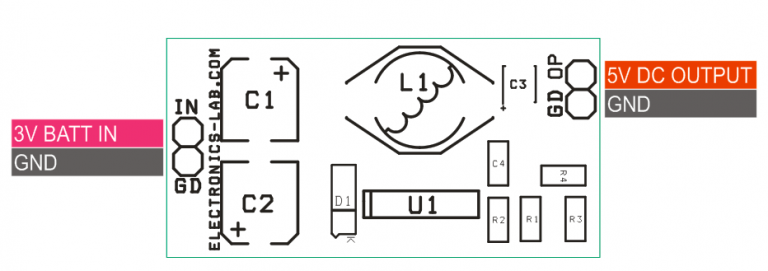 3V BATT IN
GND
IN
GD
ELECTRONICS-LAB.COM
C1
C2
L1
C3
OP
GD
5V DC OUTPUT
GND
C4
R4
D1
K
U1
R2
R1
R3